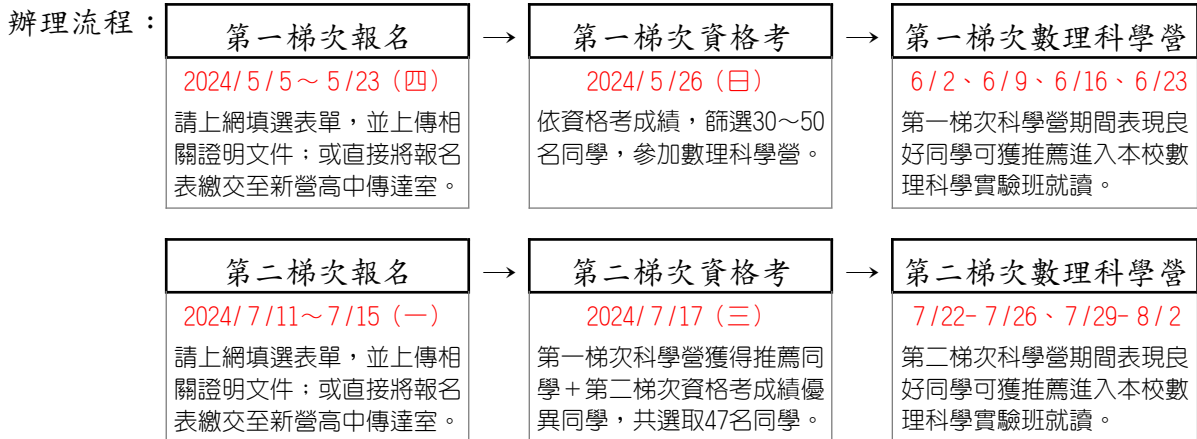 辦理流程：
第一梯次報名 → 第一梯次資格考 → 第一梯次數理科學營
2024/5/5～5/23（四）
請上網填選表單，並上傳相
關證明文件；或直接將報名
表繳交至新營高中傳達室。
2024/5/26（日）
依資格考成績，篩選30～50
名同學，參加數理科學營。
6/2、6/9、6/16、6/23
第一梯次科學營期間表現良
好同學可獲推薦進入本校數
理科學實驗班就讀。
第二梯次報名 → 第二梯次資格考 → 第二梯次數理科學營
2024/7/11～7/15（一）
請上網填選表單，並上傳相
關證明文件；或直接將報名
表繳交至新營高中傳達室。
2024/7/17（三）
第一梯次科學營獲得推薦同
學＋第二梯次資格考成績優
異同學，共選取47名同學。
7/22-7/26、7/29-8/2
第二梯次科學營期間表現良
好同學可獲推薦進入本校數
理科學實驗班就讀。